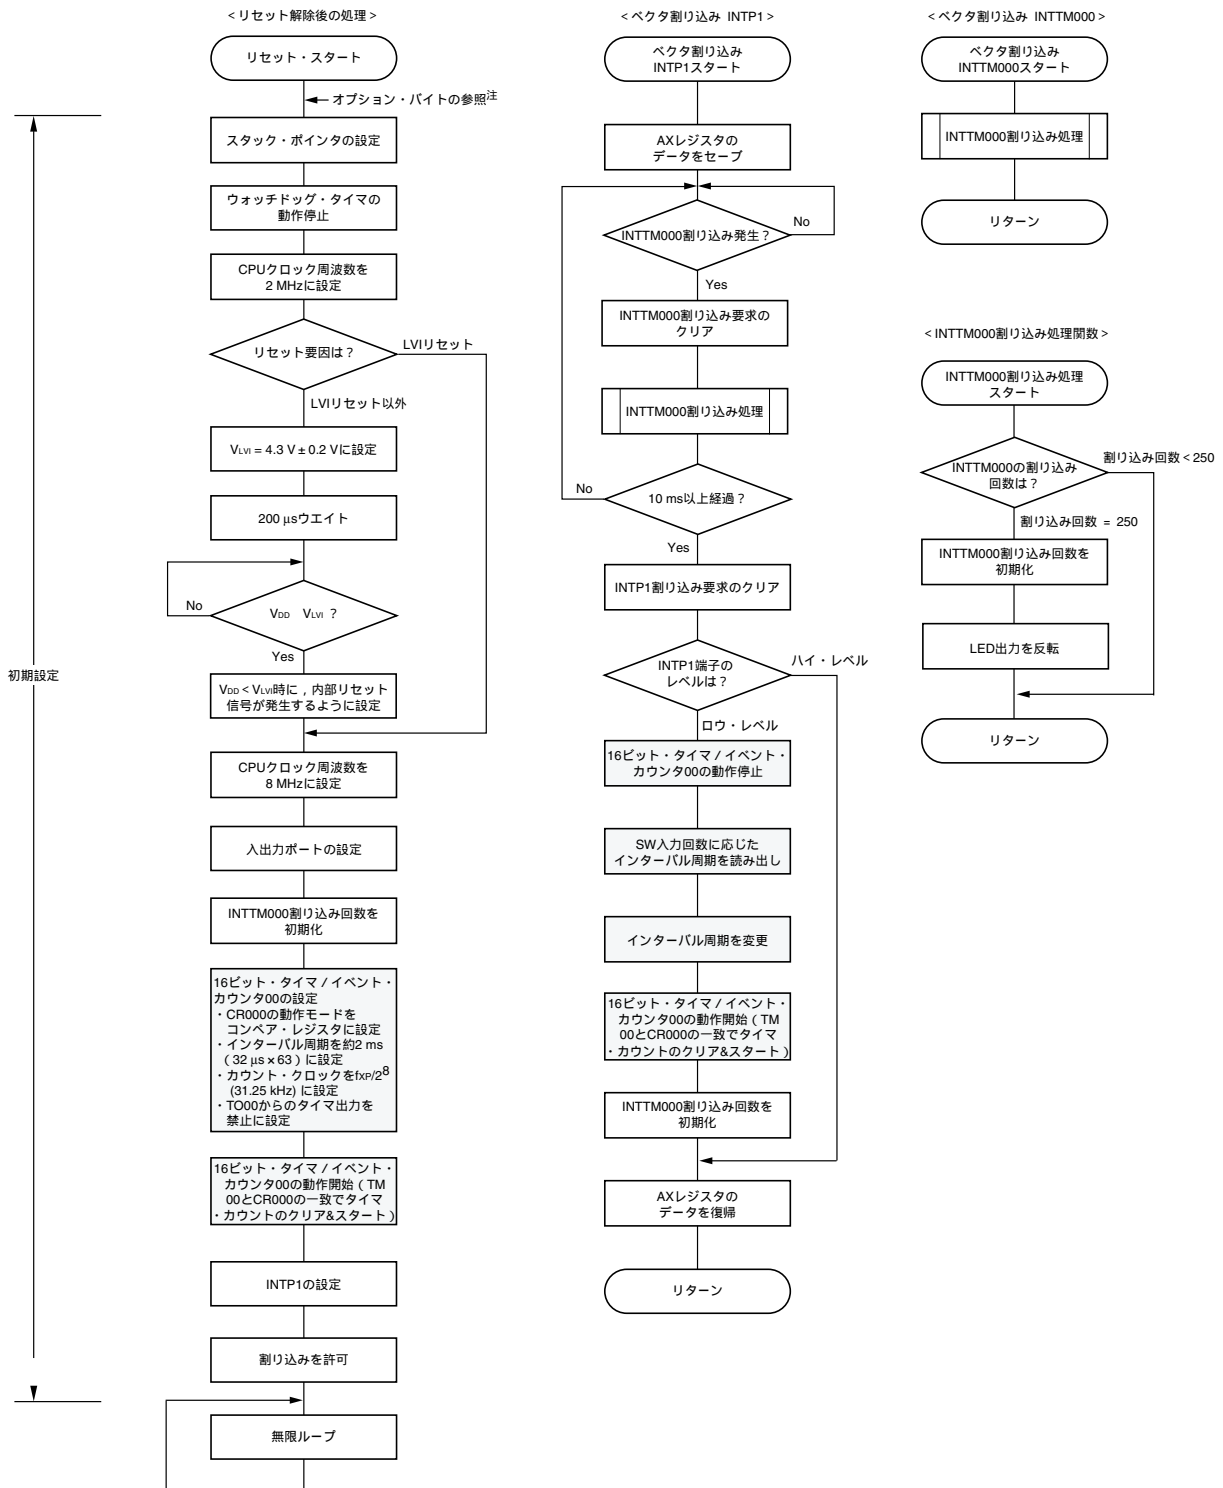 ＜リセット解除後の処理＞
リセット・スタート
オプション・バイトの参照注
初期設定
スタック・ポインタの設定
ウォッチドッグ・タイマの
動作停止
CPUクロック周波数を
2 MHzに設定
リセット要因は？
LVIリセット
LVIリセット以外
VLVI = 4.3 V ± 0.2 Vに設定
200 μsウエイト
No
VDD VLVI ？
Yes
VDD < VLVI時に，内部リセット
信号が発生するように設定
CPUクロック周波数を
8 MHzに設定
入出力ポートの設定
INTTM000割り込み回数を
初期化
16ビット・タイマ / イベント・
カウンタ00の設定
・CR000の動作モードを
コンペア・レジスタに設定
・インターバル周期を約2 ms
（32 μs × 63）に設定
・カウント・クロックをfXP/2^8
(31.25 kHz) に設定
・TO00からのタイマ出力を
禁止に設定
16ビット・タイマ / イベント・
カウンタ00の動作開始（TM
00とCR000の一致でタイマ
・カウントのクリア&スタート）
INTP1の設定
割り込みを許可
無限ループ
＜ベクタ割り込み INTP1＞
ベクタ割り込み
INTP1スタート
AXレジスタの
データをセーブ
INTTM000割り込み発生？
No
Yes
INTTM000割り込み要求の
クリア
INTTM000割り込み処理
No
10 ms以上経過？
Yes
INTP1割り込み要求のクリア
INTP1端子の
レベルは？
ハイ・レベル
ロウ・レベル
16ビット・タイマ / イベント・
カウンタ00の動作停止
SW入力回数に応じた
インターバル周期を読み出し
インターバル周期を変更
16ビット・タイマ / イベント・
カウンタ00の動作開始（TM
00とCR000の一致でタイマ
・カウントのクリア&スタート）
INTTM000割り込み回数を
初期化
AXレジスタの
データを復帰
リターン
＜ベクタ割り込み INTTM000＞
ベクタ割り込み
INTTM000スタート
INTTM000割り込み処理
リターン
＜INTTM000割り込み処理関数＞
INTTM000割り込み処理
スタート
INTTM000の割り込み
回数は？
割り込み回数＜250
割り込み回数 = 250
INTTM000割り込み回数を
初期化
LED出力を反転
リターン